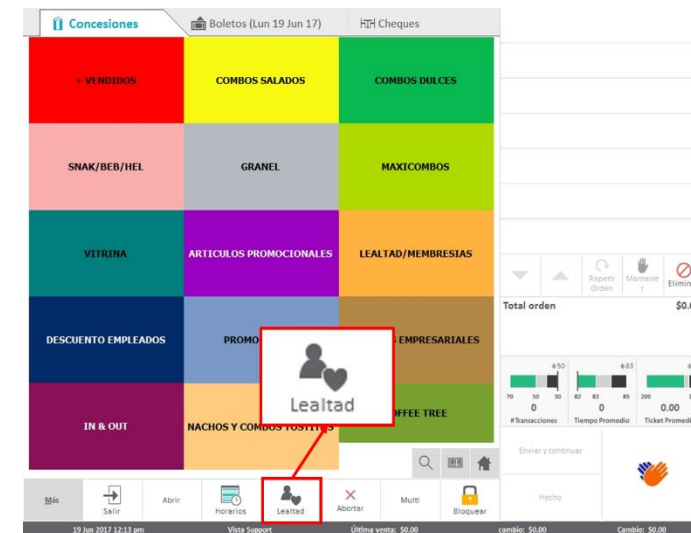 Concesiones
Boletos (Lun 19 Jun 17)
Cheques
+ VENDIDOS
COMBOS SALADOS
COMBOS DULCES
SNAK/BEB/HEL
GRANEL
MAXICOMBOS
VITRINA
ARTICULOS PROMOCIONALES
LEALTAD/MEMBRESIAS
DESCUENTO EMPLEADOS
PROMO
EMPRESARIALES
Lealtad
IN & OUT
NACHOS Y COMBOS TOSTITOS
OFFEE TREE
Repetir Orden
Mantener
Elimin
Total orden
$0.0
50
83
70 50 30
82 83 85
200
0
0
0.00
#Transacciones
Tiempo Promedio
Ticket Promedi
Enviar y continuar
Hecho
Más
Salir
Abrir
Horarios
Lealtad
Abortar
Multi
Bloquear
19 Jun 2017 12:13 pm
Vista Support
Última venta: $0.00
cambio: $0.00
Cambio: $0.00